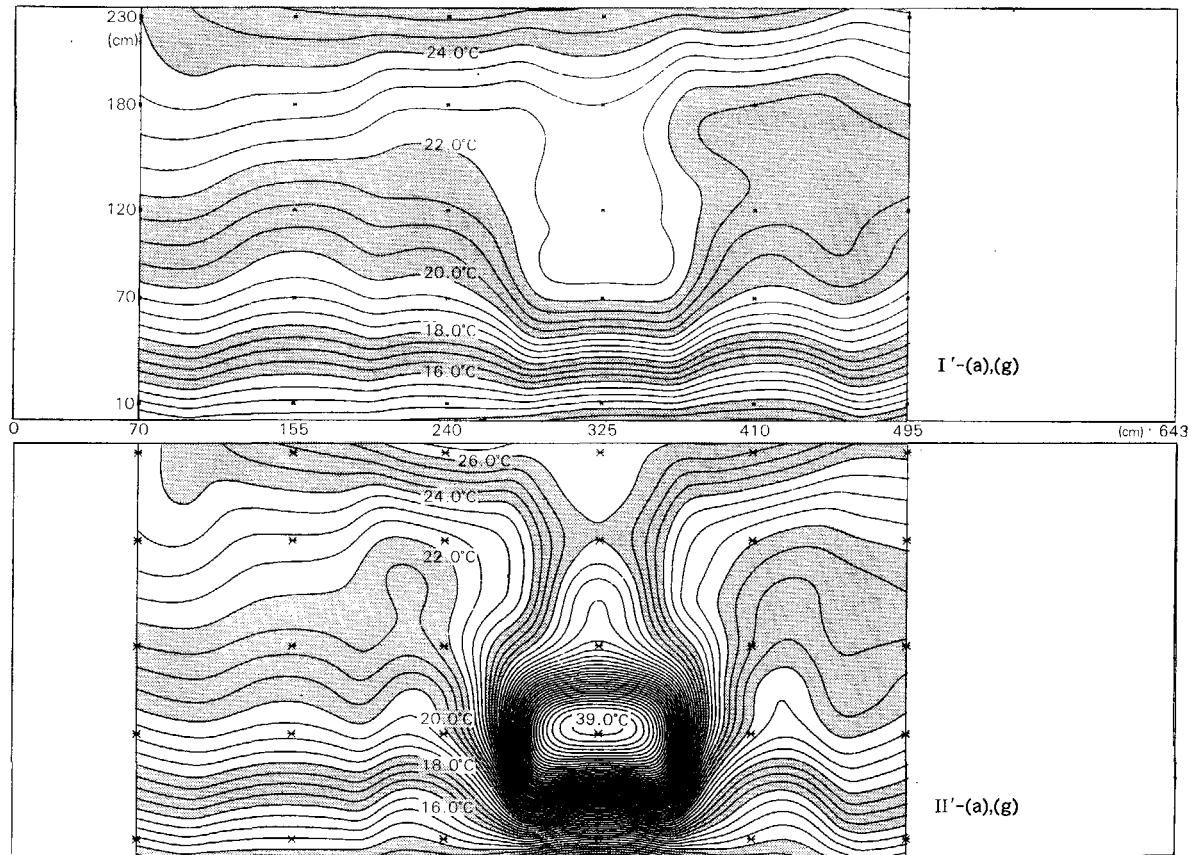 230
(cm)
24.0°C
180
22.0°C
120
20.0°C
70
18.0°C
16.0°C
I′-(a),(g)
10
0 70 155 240 325 410 495 (cm) · 643
26.0°C
24.0°C
22.0°C
20.0°C 39.0°C
18.0°C
16.0°C
II′-(a),(g)